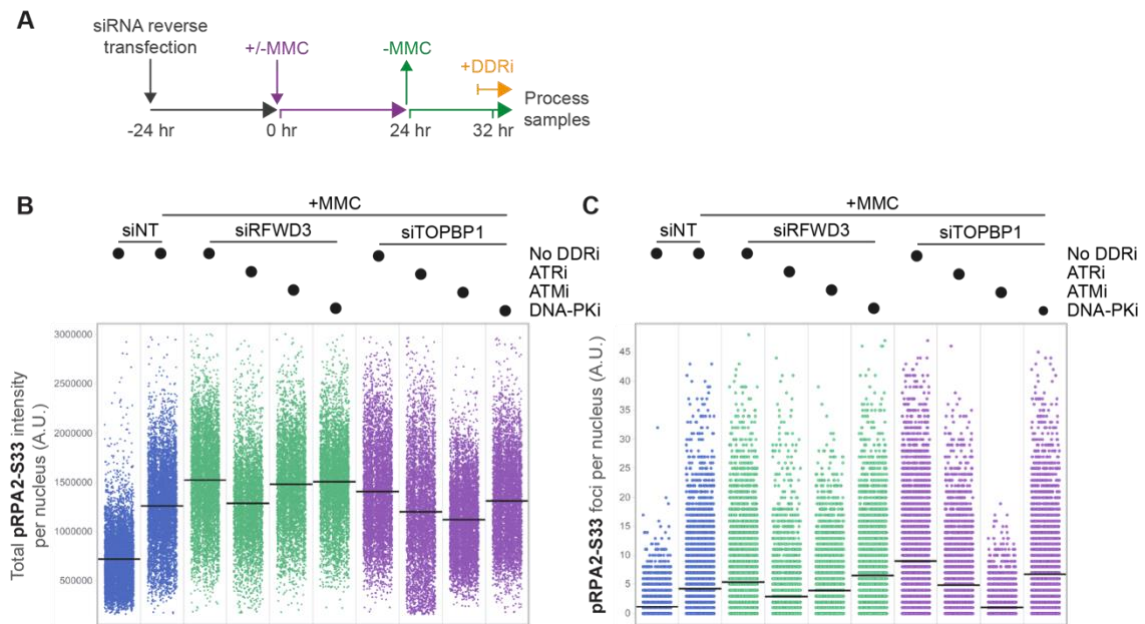 A
siRNA reverse
transfection
+/-MMC
-MMC
+DDRi
Process
samples
-24 hr
0 hr
24 hr
32 hr
B
+MMC
siNT
siRFWD3
siTOPBP1
No DDRi
ATRi
ATMi
DNA-PKi
Total pRPA2-S33 intensity
per nucleus (A.U.)
3000000
2500000
2000000
1500000
1000000
500000
C
+MMC
siNT
siRFWD3
siTOPBP1
No DDRi
ATRi
ATMi
DNA-PKi
pRPA2-S33 foci per nucleus (A.U.)
45
40
35
30
25
20
15
10
5
0